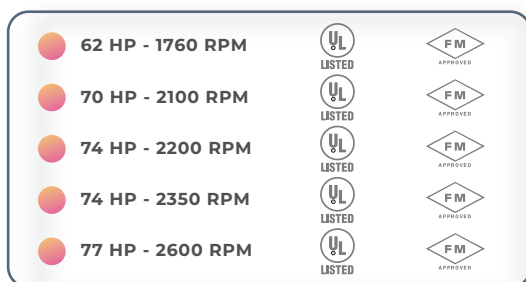 62 HP - 1760 RPM UL LISTED FM APPROVED
70 HP - 2100 RPM UL LISTED FM APPROVED
74 HP - 2200 RPM UL LISTED FM APPROVED
74 HP - 2350 RPM UL LISTED FM APPROVED
77 HP - 2600 RPM UL LISTED FM APPROVED